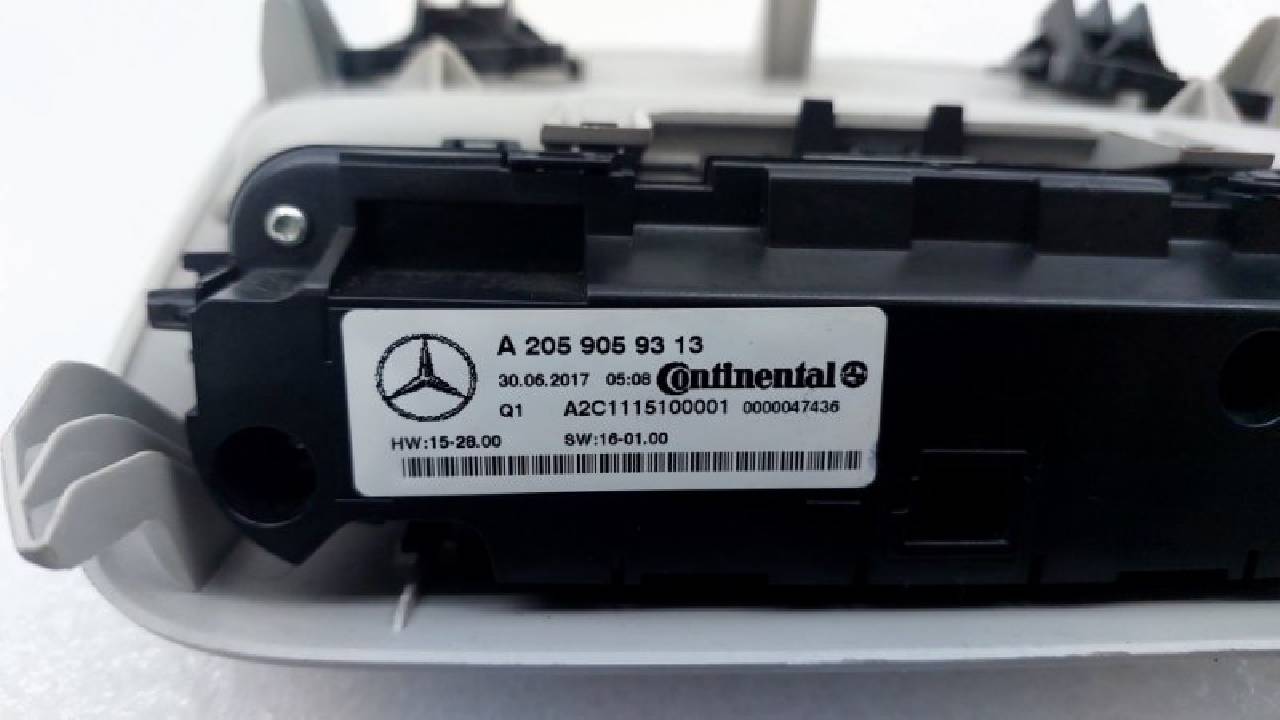 A 205 905 93 13
30.06.2017 05:08 Continental
Q1 A2C1115100001 0000047436
HW:15-28.00 SW:16-01.00